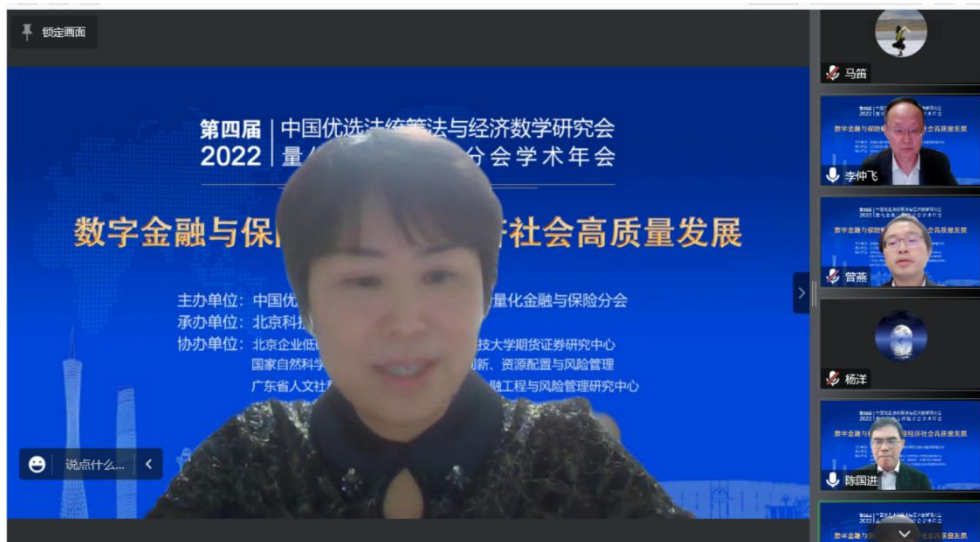 锁定画面
第四届 中国优选法统筹法与经济数学研究会
2022 量 分会学术年会
数字金融与保 社会高质量发展
主办单位：中国优 量化金融与保险分会
承办单位：北京科技
协办单位：北京企业低 技大学期货证券研究中心
国家自然科学 新、资源配置与风险管理
广东省人文社 融工程与风险管理研究中心
说点什么...
马笛
李仲飞
曾燕
杨洋
陈国进